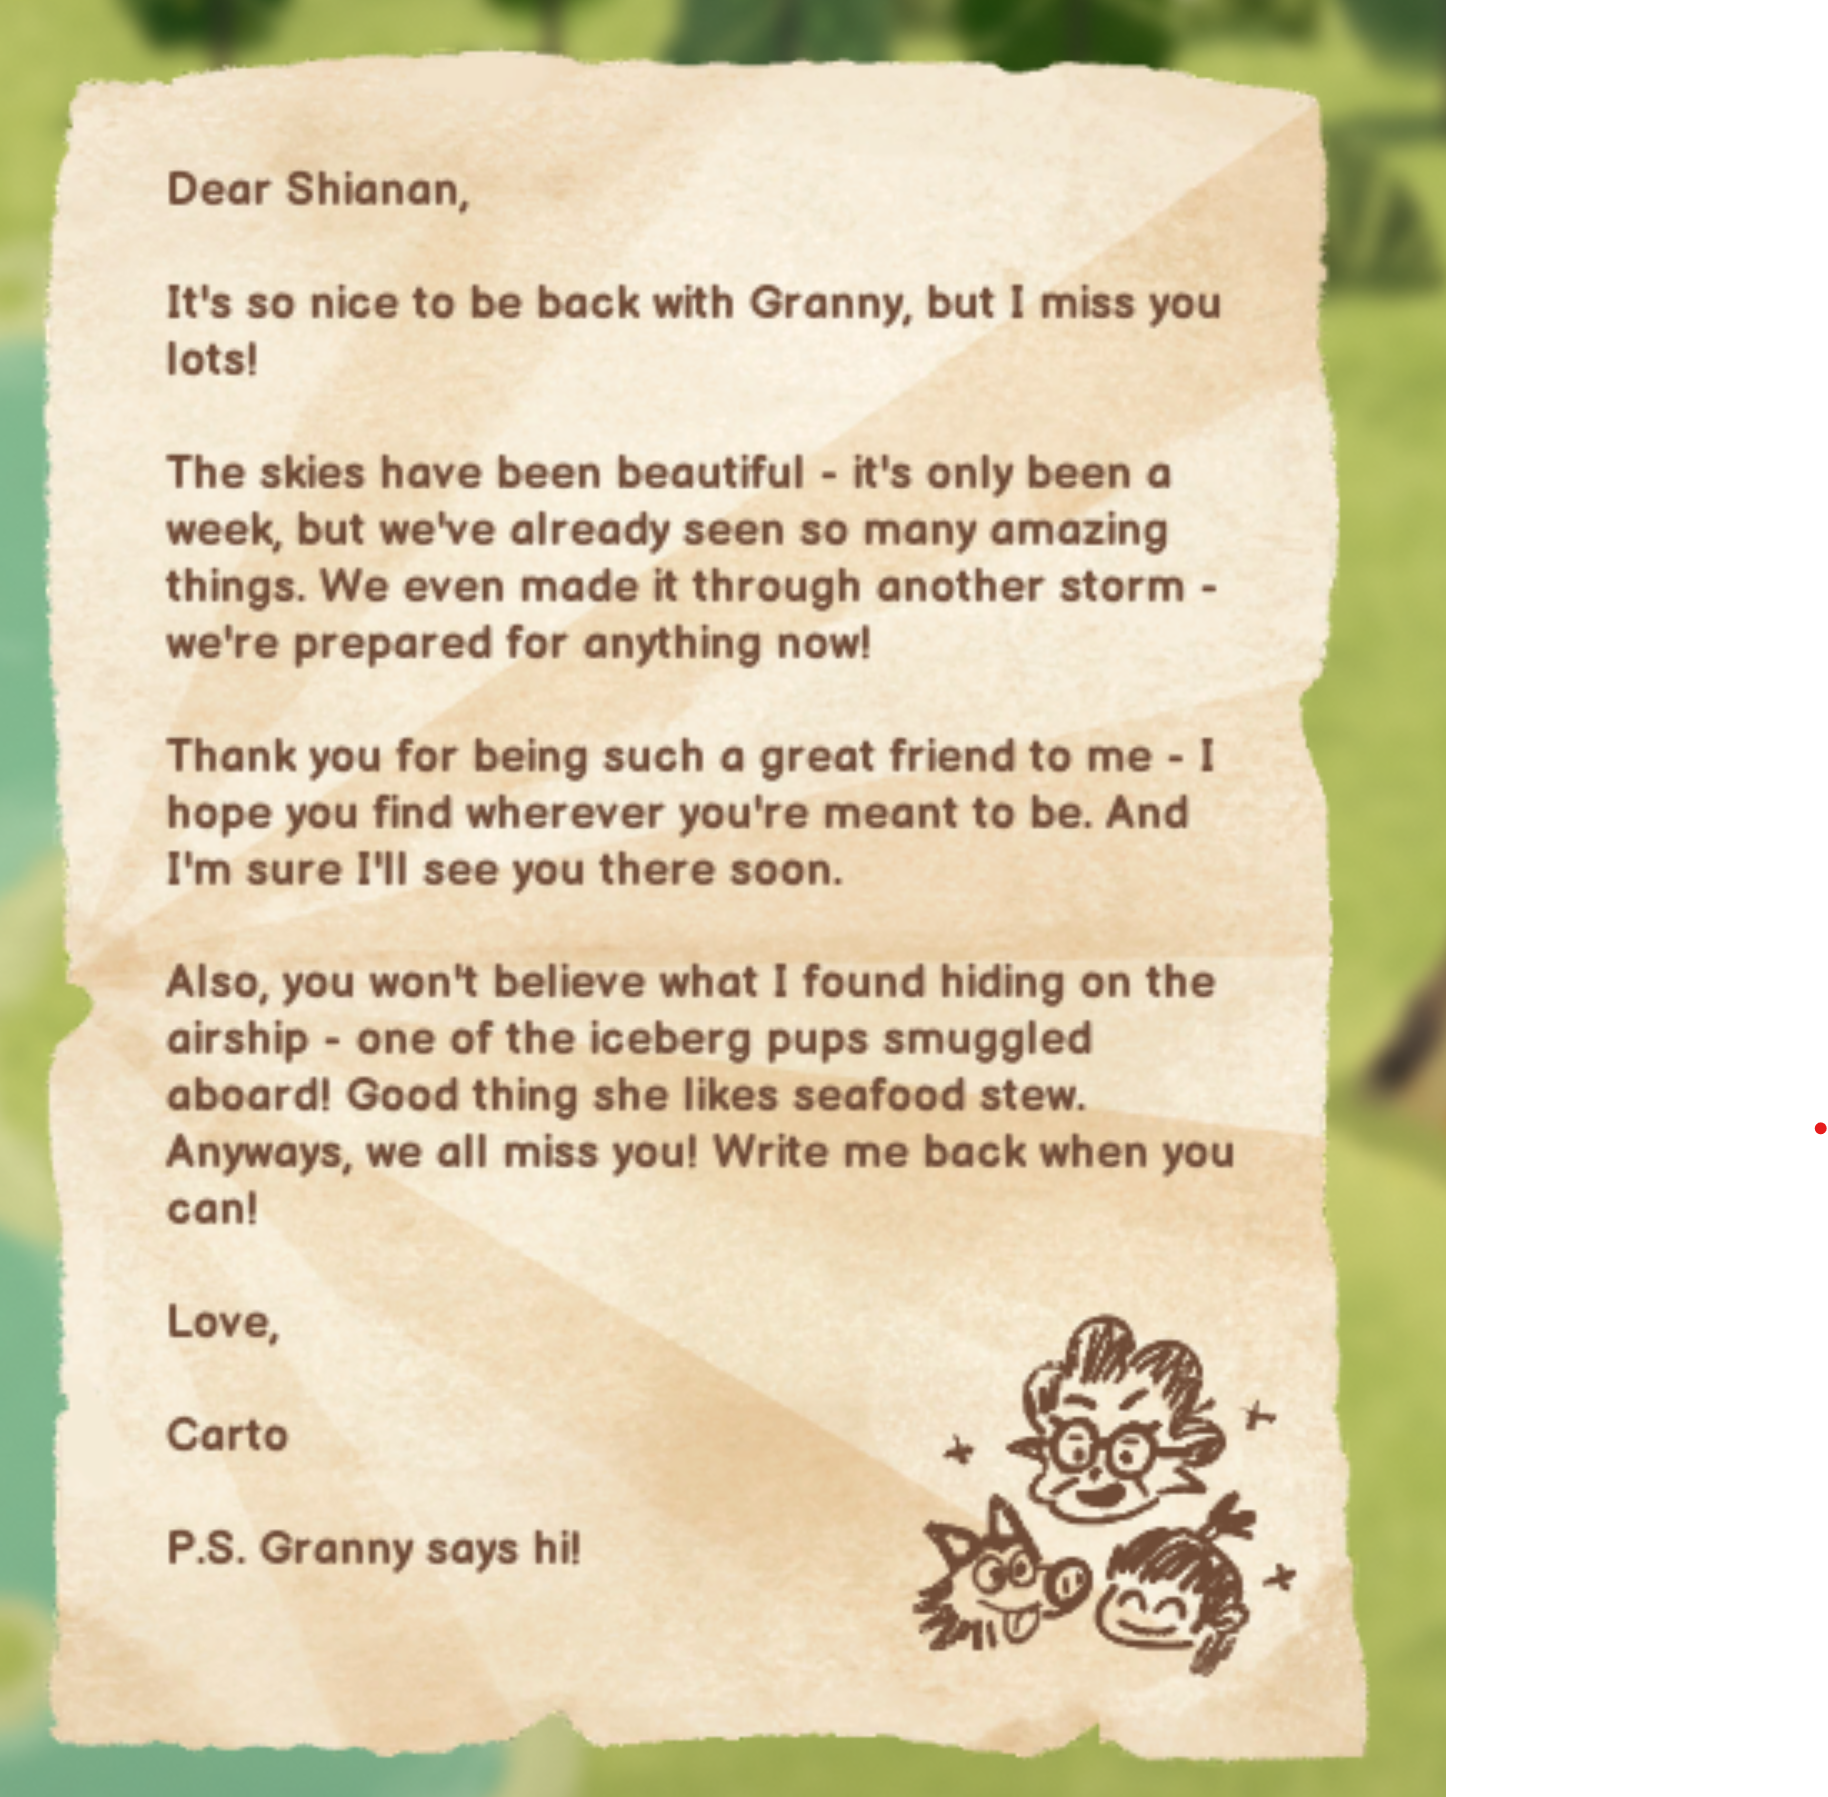 Dear Shianan,
It's so nice to be back with Granny, but I miss you
lots!
The skies have been beautiful - it's only been a
week, but we've already seen so many amazing
things. We even made it through another storm -
we're prepared for anything now!
Thank you for being such a great friend to me - I
hope you find wherever you're meant to be. And
I'm sure I'll see you there soon.
Also, you won't believe what I found hiding on the
airship - one of the iceberg pups smuggled
aboard! Good thing she likes seafood stew.
Anyways, we all miss you! Write me back when you
can!
Love,
Carto
P.S. Granny says hi!